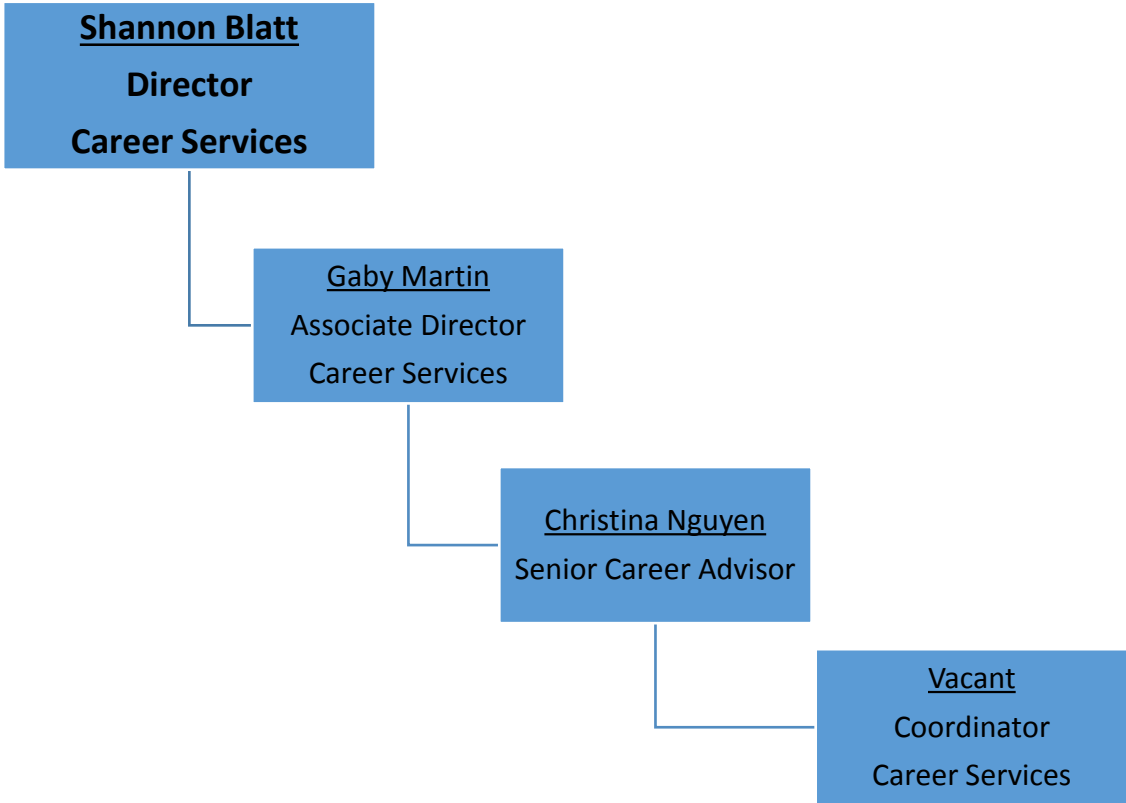 Shannon Blatt
Director
Career Services
Gaby Martin
Associate Director
Career Services
Christina Nguyen
Senior Career Advisor
Vacant
Coordinator
Career Services